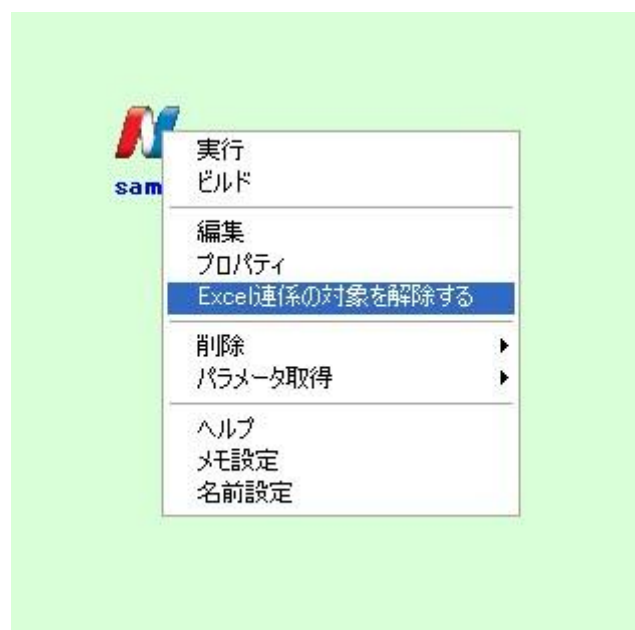 sam
実行
ビルド
編集
プロパティ
Excel連係の対象を解除する
削除
パラメータ取得
ヘルプ
メモ設定
名前設定